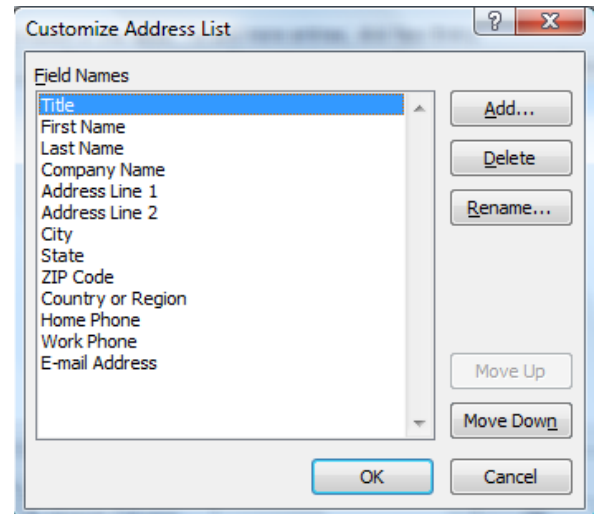 Customize Address List
?
Field Names
Title
First Name
Last Name
Company Name
Address Line 1
Address Line 2
City
State
ZIP Code
Country or Region
Home Phone
Work Phone
E-mail Address
Add...
Delete
Rename...
Move Up
Move Down
OK
Cancel